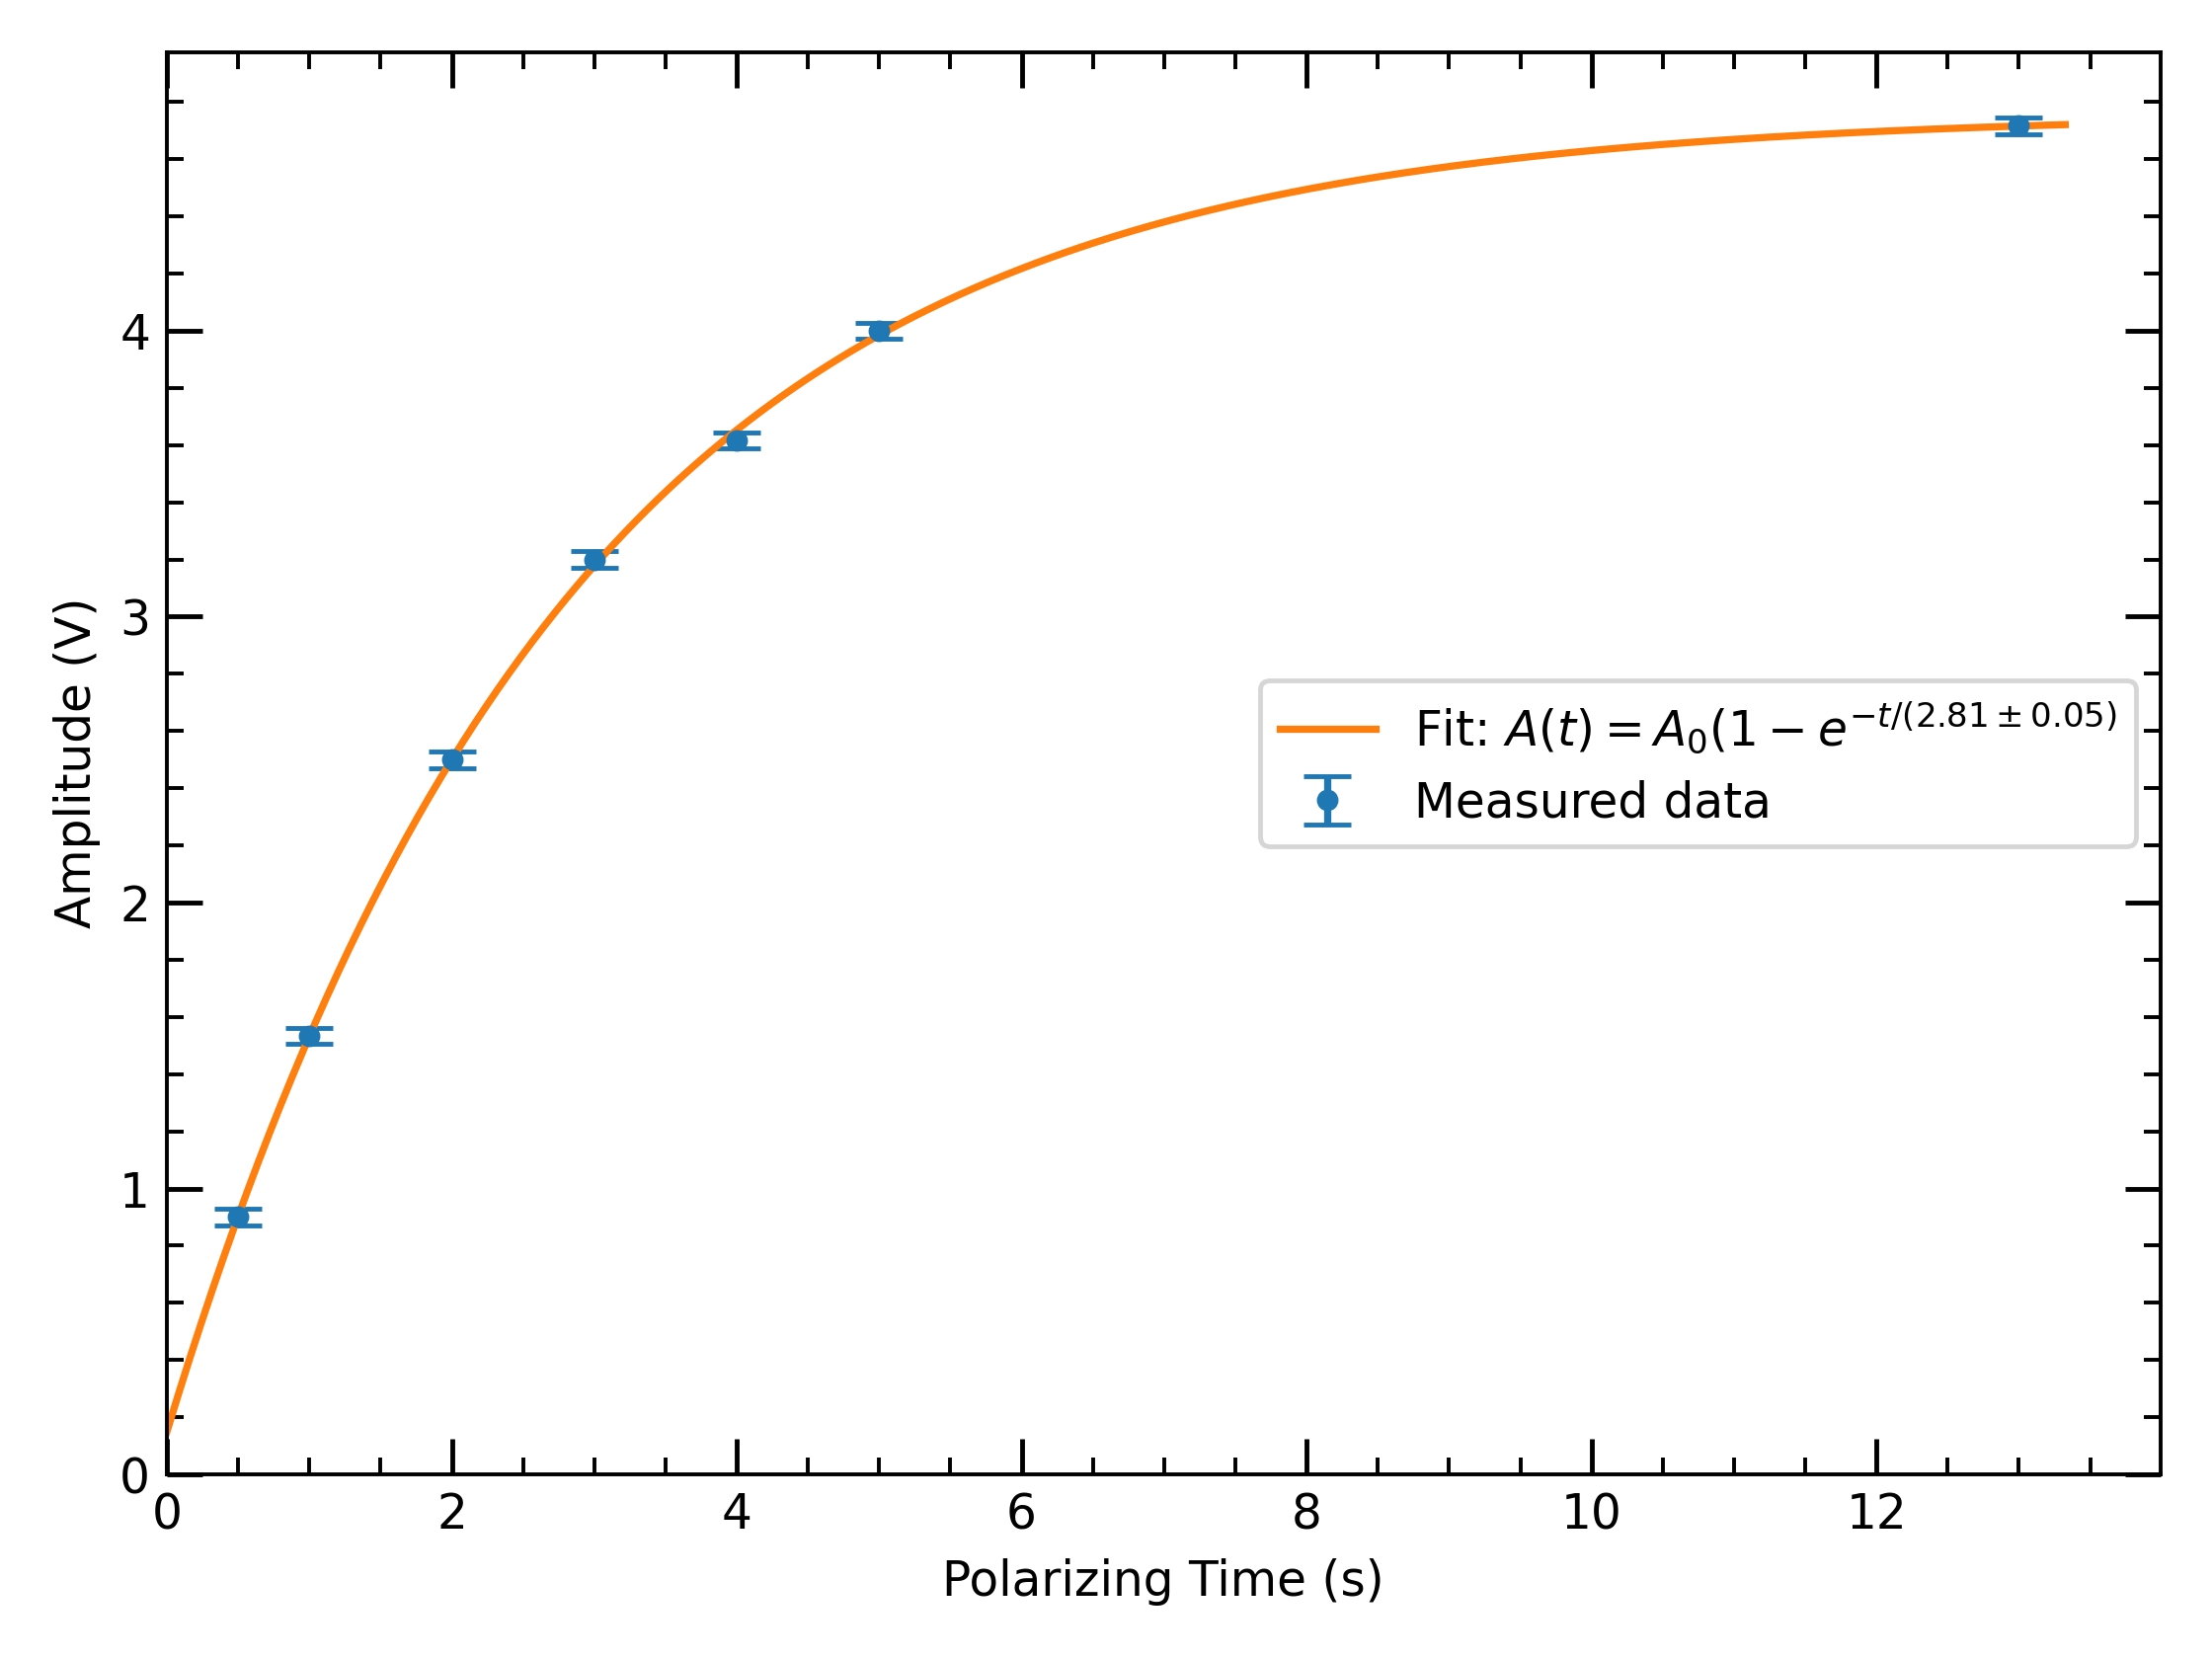 4
3
2
1
0
Amplitude (V)
Fit: A(t) = A₀(1 − e^{−t/(2.81±0.05)}
Measured data
0 2 4 6 8 10 12
Polarizing Time (s)